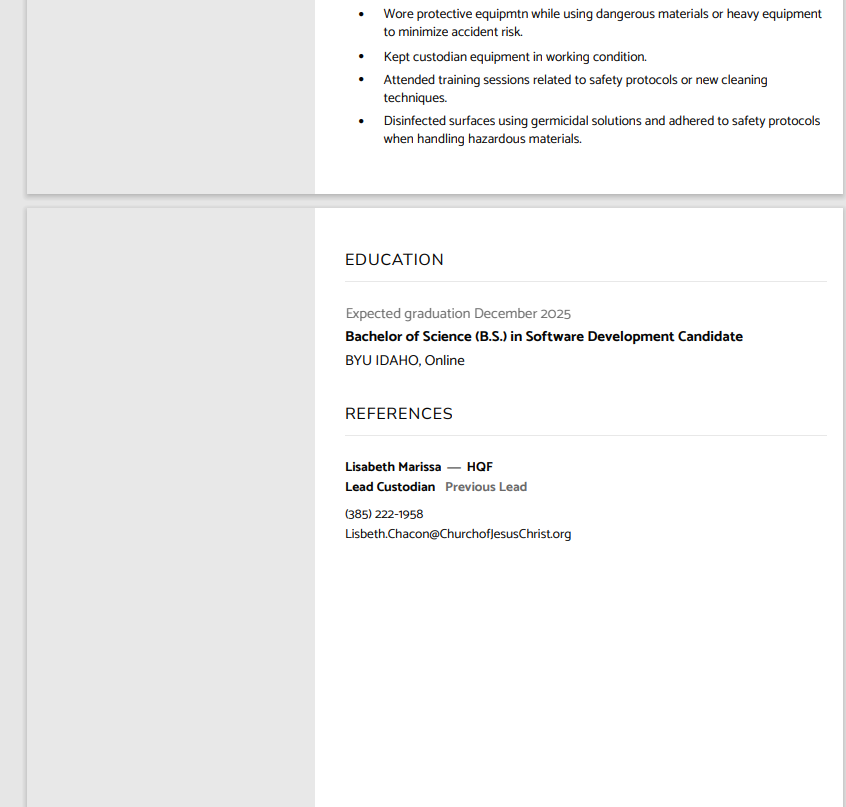 • Wore protective equipmtn while using dangerous materials or heavy equipment
to minimize accident risk.
• Kept custodian equipment in working condition.
• Attended training sessions related to safety protocols or new cleaning
techniques.
• Disinfected surfaces using germicidal solutions and adhered to safety protocols
when handling hazardous materials.
EDUCATION
Expected graduation December 2025
Bachelor of Science (B.S.) in Software Development Candidate
BYU IDAHO, Online
REFERENCES
Lisabeth Marissa — HQF
Lead Custodian Previous Lead
(385) 222-1958
Lisbeth.Chacon@ChurchofJesusChrist.org